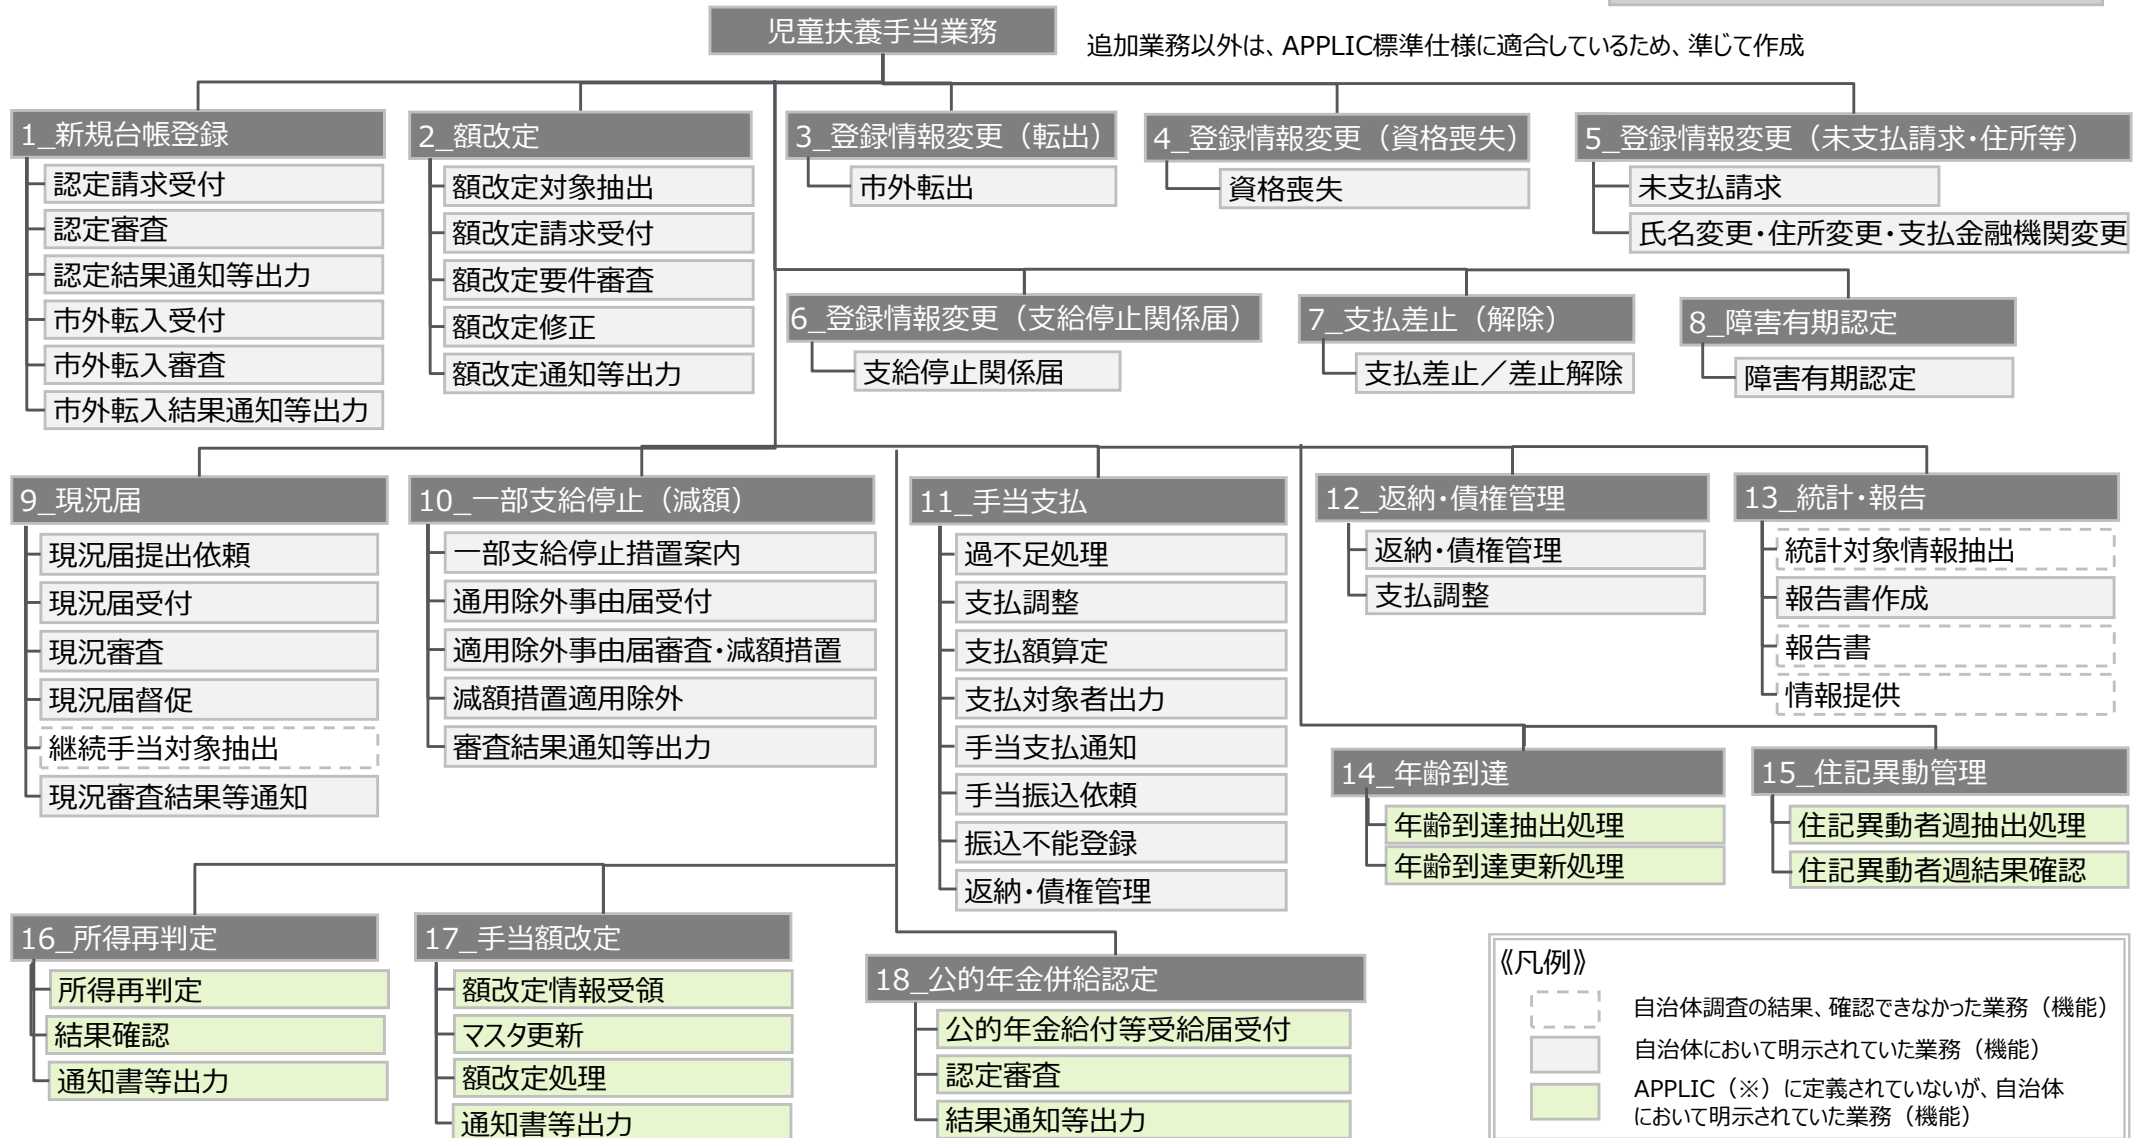 児童扶養手当業務
追加業務以外は、APPLIC標準仕様に適合しているため、準じて作成
1_新規台帳登録
認定請求受付
認定審査
認定結果通知等出力
市外転入受付
市外転入審査
市外転入結果通知等出力
2_額改定
額改定対象抽出
額改定請求受付
額改定要件審査
額改定修正
額改定通知等出力
3_登録情報変更（転出）
市外転出
4_登録情報変更（資格喪失）
資格喪失
5_登録情報変更（未支払請求・住所等）
未支払請求
氏名変更・住所変更・支払金融機関変更
6_登録情報変更（支給停止関係届）
支給停止関係届
7_支払差止（解除）
支払差止／差止解除
8_障害有期認定
障害有期認定
9_現況届
現況届提出依頼
現況届受付
現況審査
現況届督促
継続手当対象抽出
現況審査結果等通知
10_一部支給停止（減額）
一部支給停止措置案内
通用除外事由届受付
適用除外事由届審査・減額措置
減額措置適用除外
審査結果通知等出力
11_手当支払
過不足処理
支払調整
支払額算定
支払対象者出力
手当支払通知
手当振込依頼
振込不能登録
返納・債権管理
12_返納・債権管理
返納・債権管理
支払調整
13_統計・報告
統計対象情報抽出
報告書作成
報告書
情報提供
14_年齢到達
年齢到達抽出処理
年齢到達更新処理
15_住記異動管理
住記異動者週抽出処理
住記異動者週結果確認
16_所得再判定
所得再判定
結果確認
通知書等出力
17_手当額改定
額改定情報受領
マスタ更新
額改定処理
通知書等出力
18_公的年金併給認定
公的年金給付等受給届受付
認定審査
結果通知等出力
《凡例》
自治体調査の結果、確認できなかった業務（機能）
自治体において明示されていた業務（機能）
APPLIC（※）に定義されていないが、自治体
において明示されていた業務（機能）